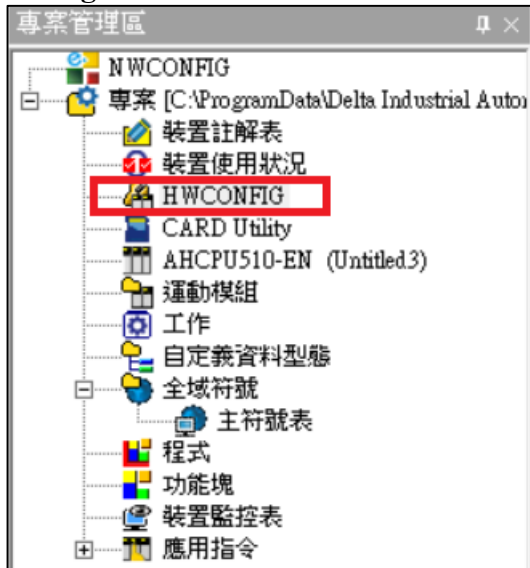 專案管理區
NWCONFIG
專案 [C:\ProgramData\Delta Industrial Autor
裝置註解表
裝置使用狀況
HWCONFIG
CARD Utility
AHCPU510-EN (Untitled3)
運動模組
工作
自定義資料型態
全域符號
主符號表
程式
功能塊
裝置監控表
應用指令